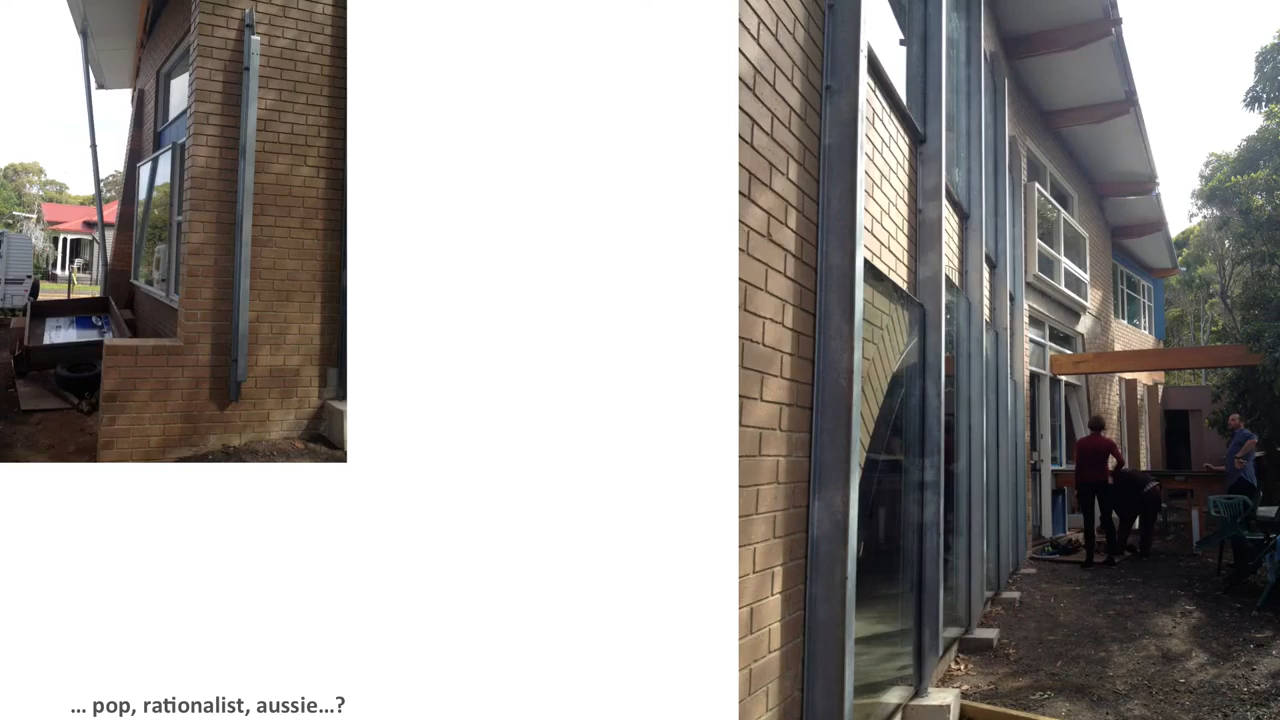 … pop, rationalist, aussie…?